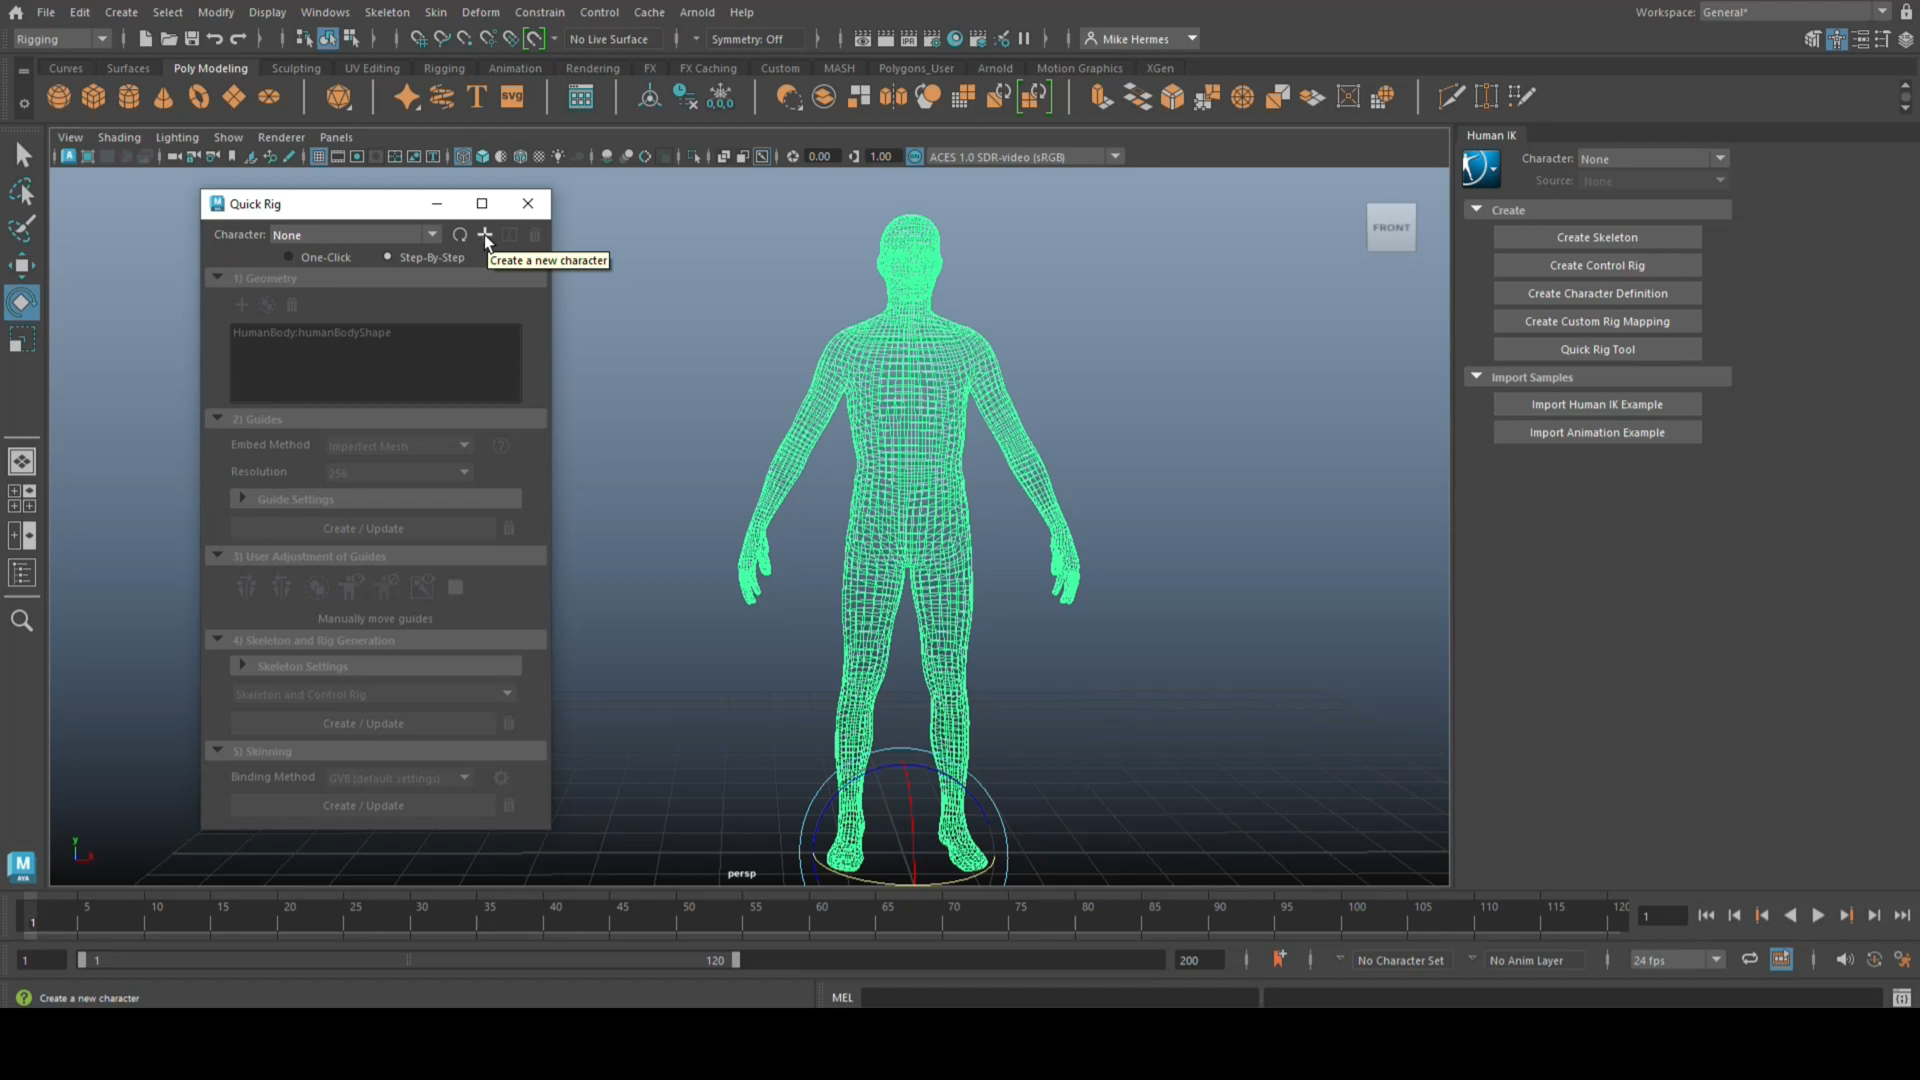 File Edit Create Select Modify Display Windows Skeleton Skin Deform Constrain Control Cache Arnold Help
Workspace: General*
Rigging No Live Surface Symmetry: Off Mike Hermes
Curves Surfaces Poly Modeling Sculpting UV Editing Rigging Animation Rendering FX FX Caching Custom MASH Polygons_User Arnold Motion Graphics XGen
T svg 0,0,0
View Shading Lighting Show Renderer Panels
0.00 1.00 ACES 1.0 SDR-video (sRGB)
Quick Rig
Character: None
One-Click Step-By-Step
Create a new character
1) Geometry
HumanBody:humanBodyShape
2) Guides
Embed Method Imperfect Mesh
Resolution 256
Guide Settings
Create / Update
3) User Adjustment of Guides
Manually move guides
4) Skeleton and Rig Generation
Skeleton Settings
Skeleton and Control Rig
Create / Update
5) Skinning
Binding Method GVB (default settings)
Create / Update
FRONT
persp
y
x
Human IK
Character: None
Source: None
Create
Create Skeleton
Create Control Rig
Create Character Definition
Create Custom Rig Mapping
Quick Rig Tool
Import Samples
Import Human IK Example
Import Animation Example
M
AYA
1 5 10 15 20 25 30 35 40 45 50 55 60 65 70 75 80 85 90 95 100 105 110 115 120 1
1 1 120 200 No Character Set No Anim Layer 24 fps
Create a new character MEL